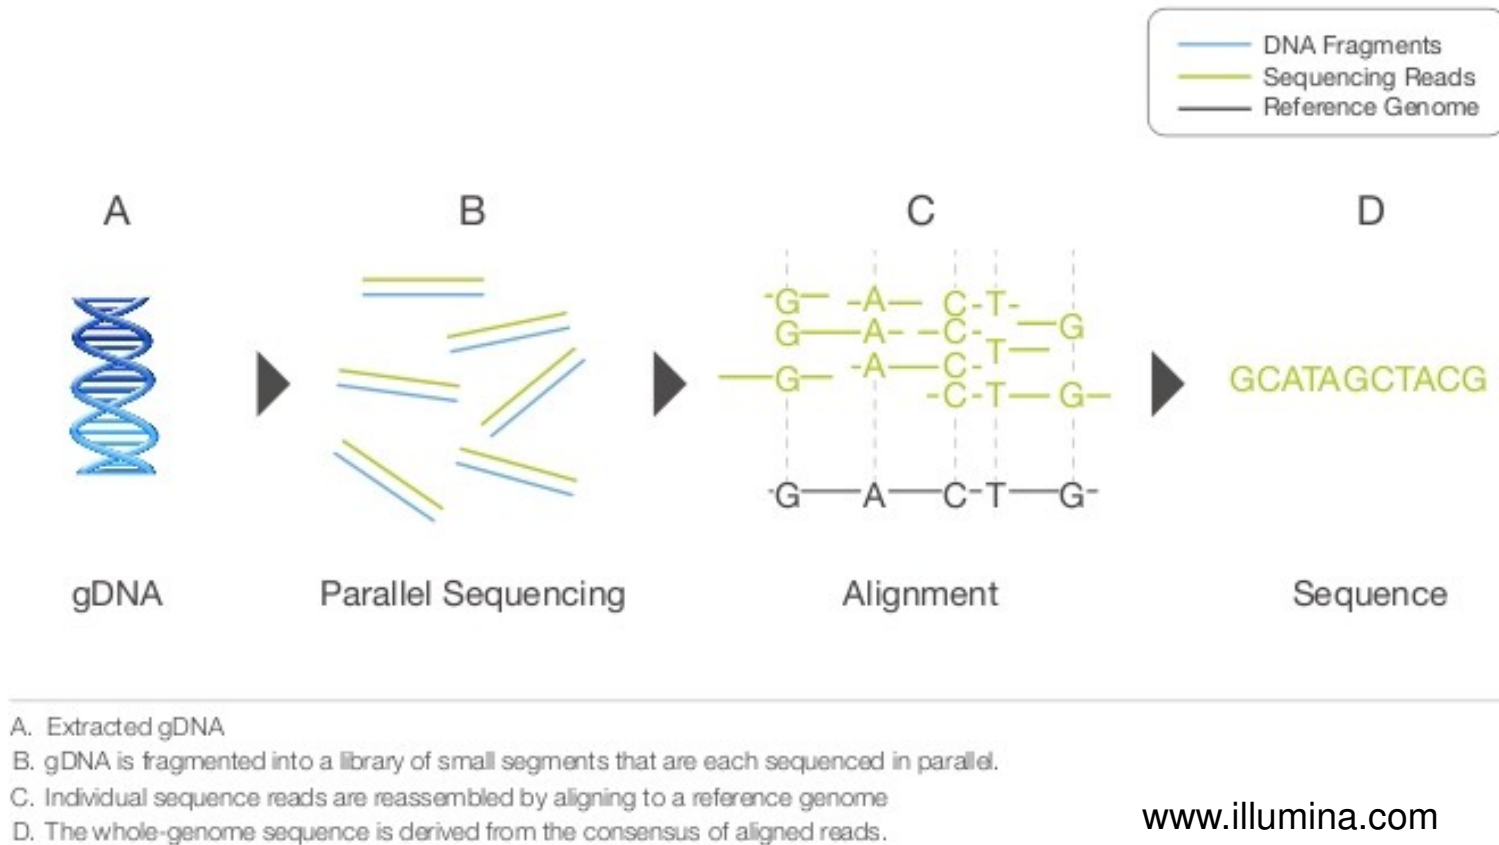 DNA Fragments
Sequencing Reads
Reference Genome
A B C D
-G— -A— C-T-
G—A- -C- —G
-A—C-T—
—G— -C-T—G—
-G—A—C-T—G-
GCATAGCTACG
gDNA Parallel Sequencing Alignment Sequence
A. Extracted gDNA
B. gDNA is fragmented into a library of small segments that are each sequenced in parallel.
C. Individual sequence reads are reassembled by aligning to a reference genome
D. The whole-genome sequence is derived from the consensus of aligned reads.
www.illumina.com